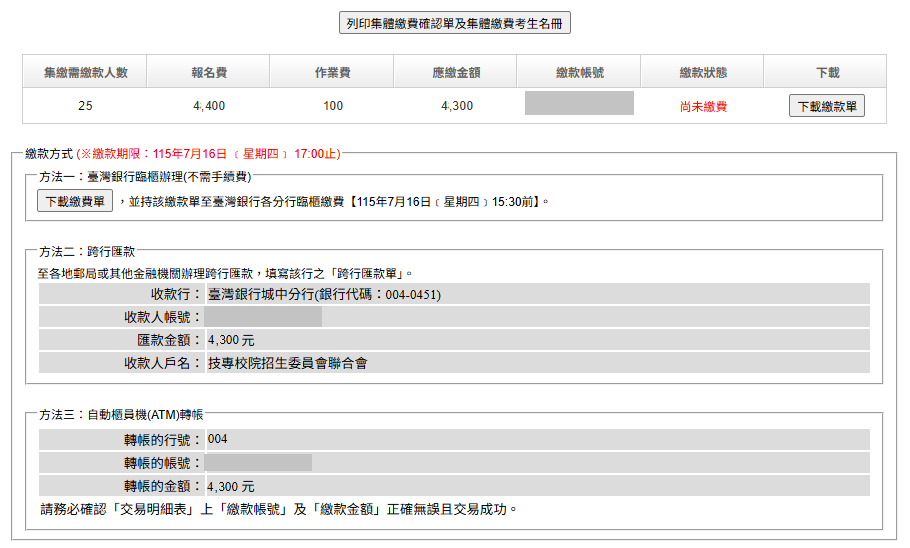 列印集體繳費確認單及集體繳費考生名冊
集繳需繳款人數 報名費 作業費 應繳金額 繳款帳號 繳款狀態 下載
25 4,400 100 4,300 尚未繳費 下載繳款單
繳款方式 (※繳款期限：115年7月16日﹝星期四﹞ 17:00止)
方法一：臺灣銀行臨櫃辦理(不需手續費)
下載繳費單 ，並持該繳款單至臺灣銀行各分行臨櫃繳費【115年7月16日﹝星期四﹞15:30前】。
方法二：跨行匯款
至各地郵局或其他金融機關辦理跨行匯款，填寫該行之「跨行匯款單」。
收款行： 臺灣銀行城中分行(銀行代碼：004-0451)
收款人帳號：
匯款金額： 4,300 元
收款人戶名： 技專校院招生委員會聯合會
方法三：自動櫃員機(ATM)轉帳
轉帳的行號： 004
轉帳的帳號：
轉帳的金額： 4,300 元
請務必確認「交易明細表」上「繳款帳號」及「繳款金額」正確無誤且交易成功。